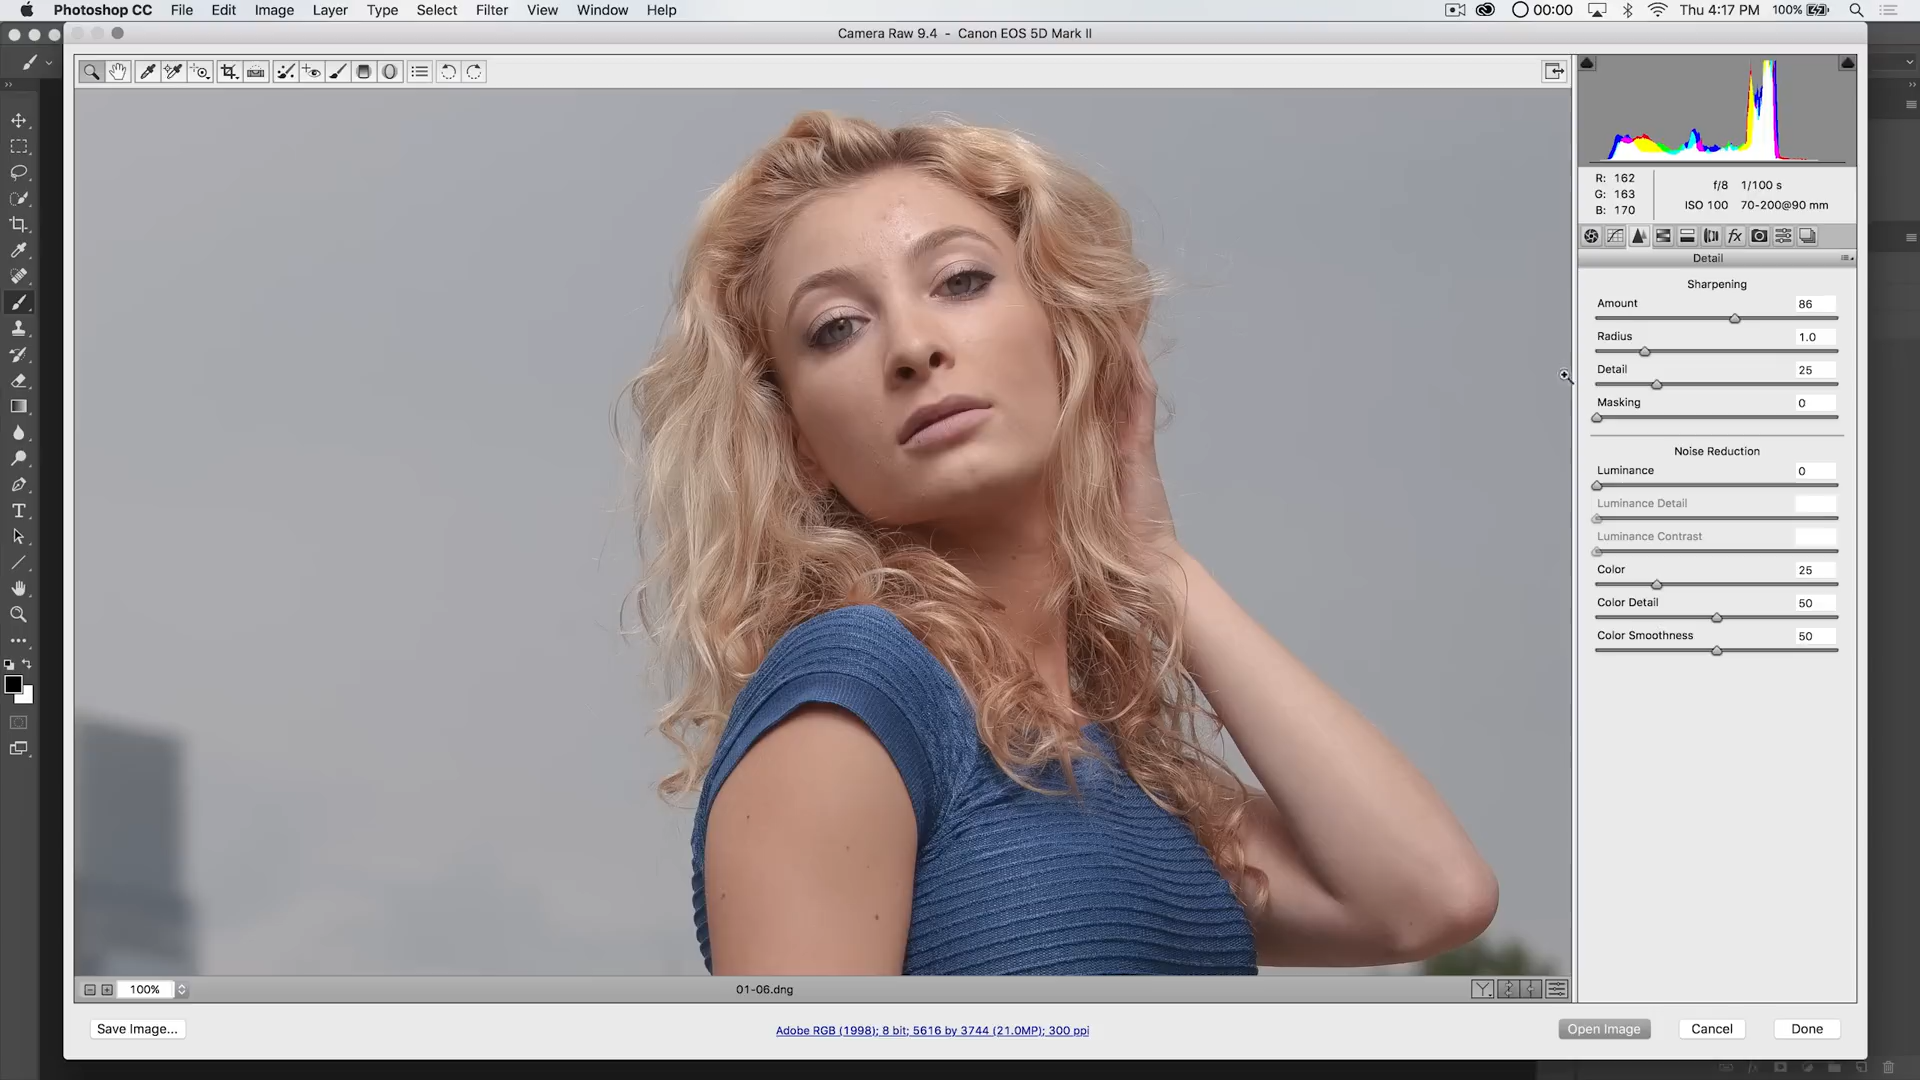 Photoshop CC File Edit Image Layer Type Select Filter View Window Help 00:00 Thu 4:17 PM 100%
Camera Raw 9.4 - Canon EOS 5D Mark II
R: 162
G: 163
B: 170
f/8 1/100 s
ISO 100 70-200@90 mm
Detail
Sharpening
Amount 86
Radius 1.0
Detail 25
Masking 0
Noise Reduction
Luminance 0
Luminance Detail
Luminance Contrast
Color 25
Color Detail 50
Color Smoothness 50
100% 01-06.dng
Save Image... Adobe RGB (1998); 8 bit; 5616 by 3744 (21.0MP); 300 ppi Open Image Cancel Done